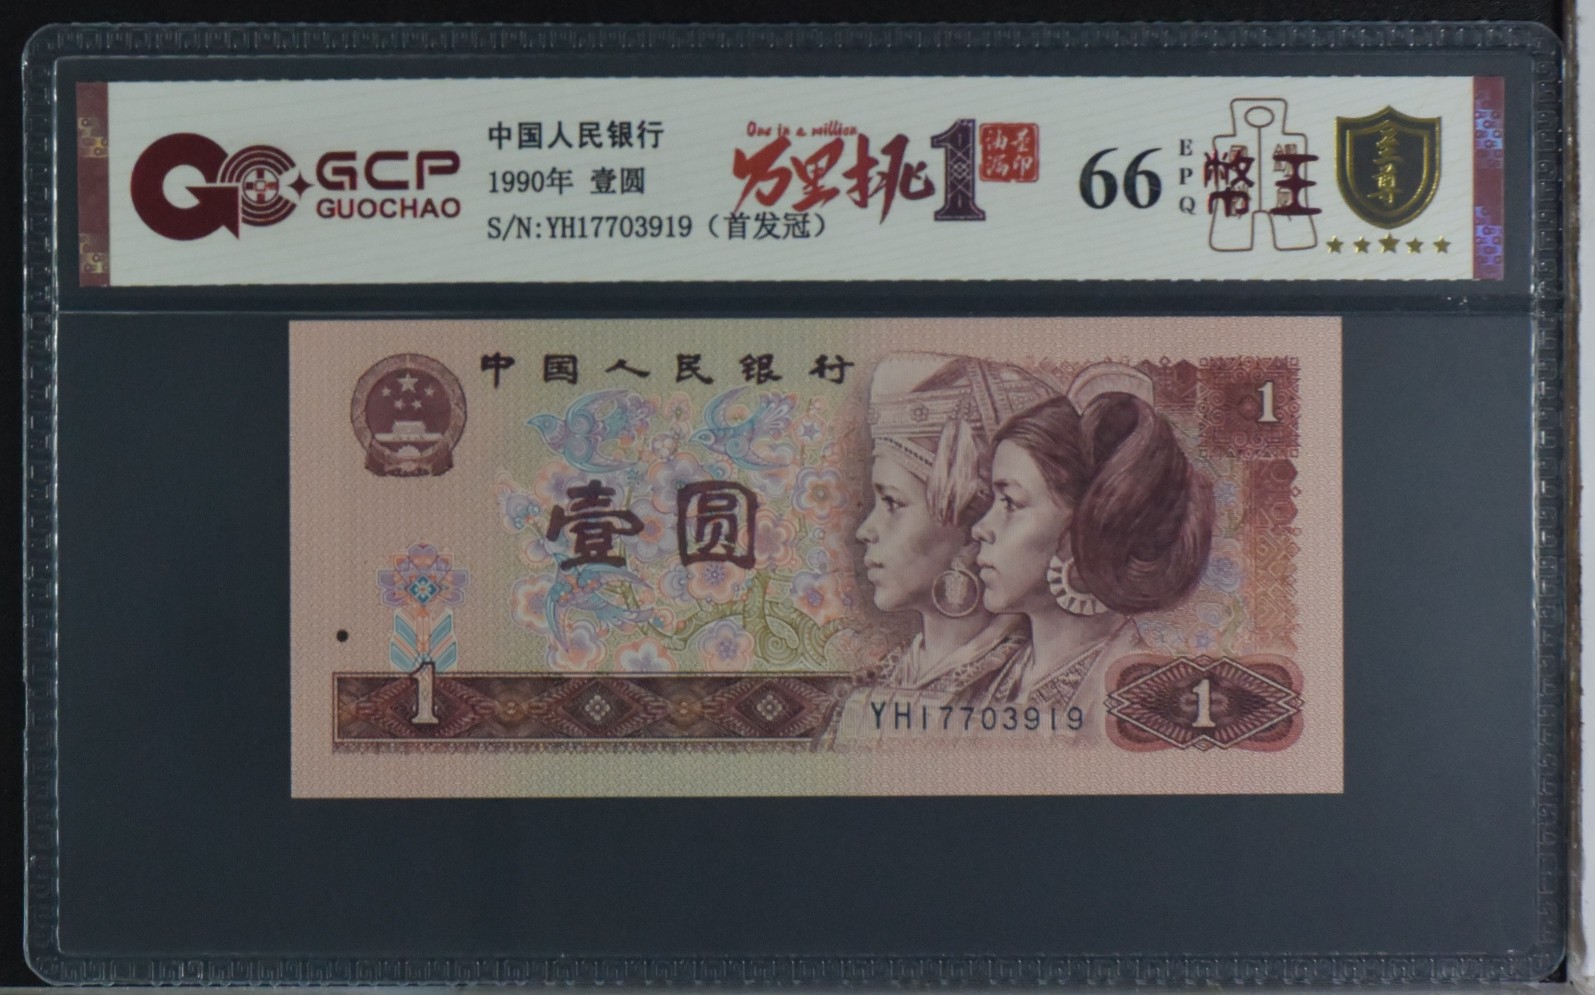 GCP
GUOCHAO
中国人民银行
1990年 壹圆
S/N:YH17703919（首发冠）
One in a million
万里挑1
66
EPQ
至尊
中国人民银行
1
壹圆
1
YH17703919
1